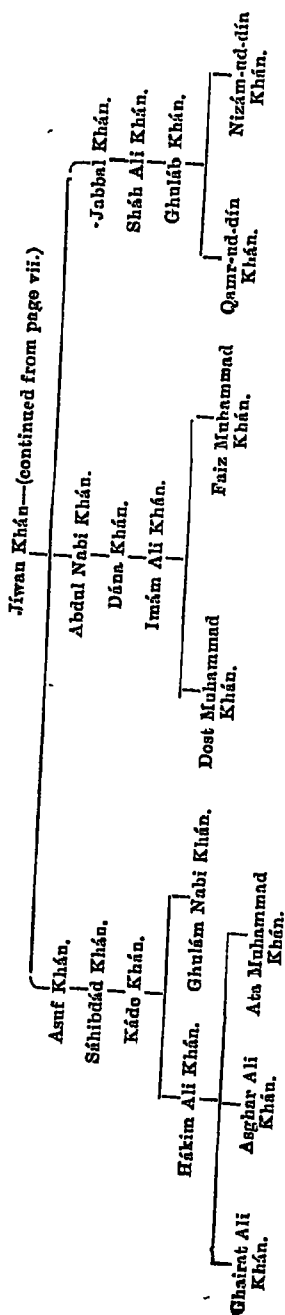 Jíwan Khán—(continued from page vii.)
Asuf Khán.
Sáhibdád Khán.
Kádo Khán.
Hákim Ali Khán.
Ghulám Nabi Khán.
Ghairat Ali
Khán.
Asghar Ali
Khán.
Ata Muhammad
Khán.
Abdul Nabi Khán.
Dána Khán.
Imám Ali Khán.
Dost Muhammad
Khán.
Faiz Muhammad
Khán.
Jabbal Khán.
Sháh Ali Khán.
Ghuláb Khán.
Qamr-ud-dín
Khán.
Nizám-ud-dín
Khán.